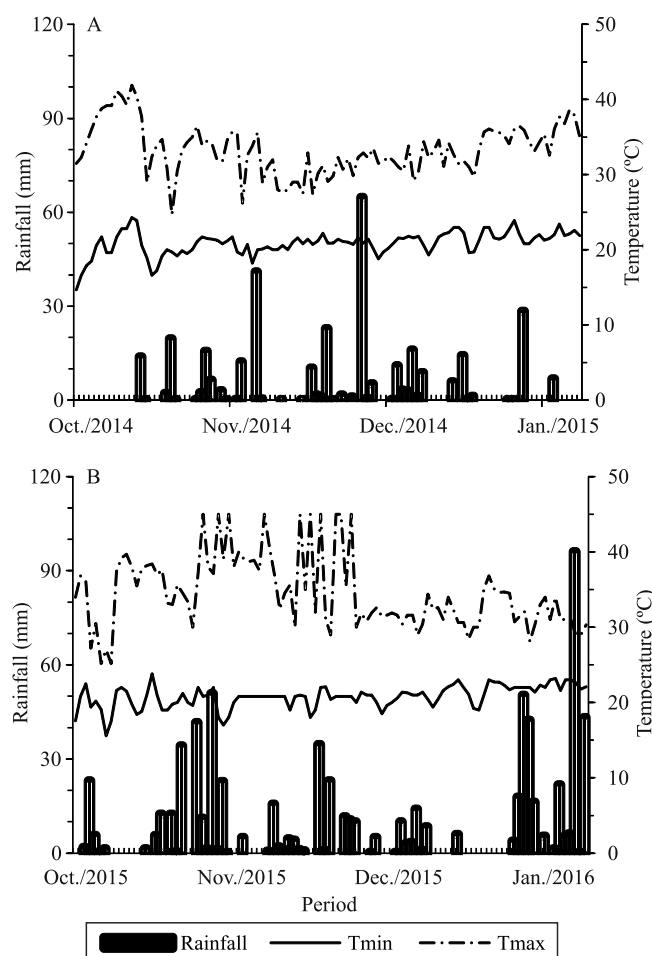 A
120
90
60
30
0
Rainfall (mm)
50
40
30
20
10
0
Temperature (ºC)
Oct./2014 Nov./2014 Dec./2014 Jan./2015
B
120
90
60
30
0
Rainfall (mm)
50
40
30
20
10
0
Temperature (ºC)
Oct./2015 Nov./2015 Dec./2015 Jan./2016
Period
Rainfall Tmin Tmax